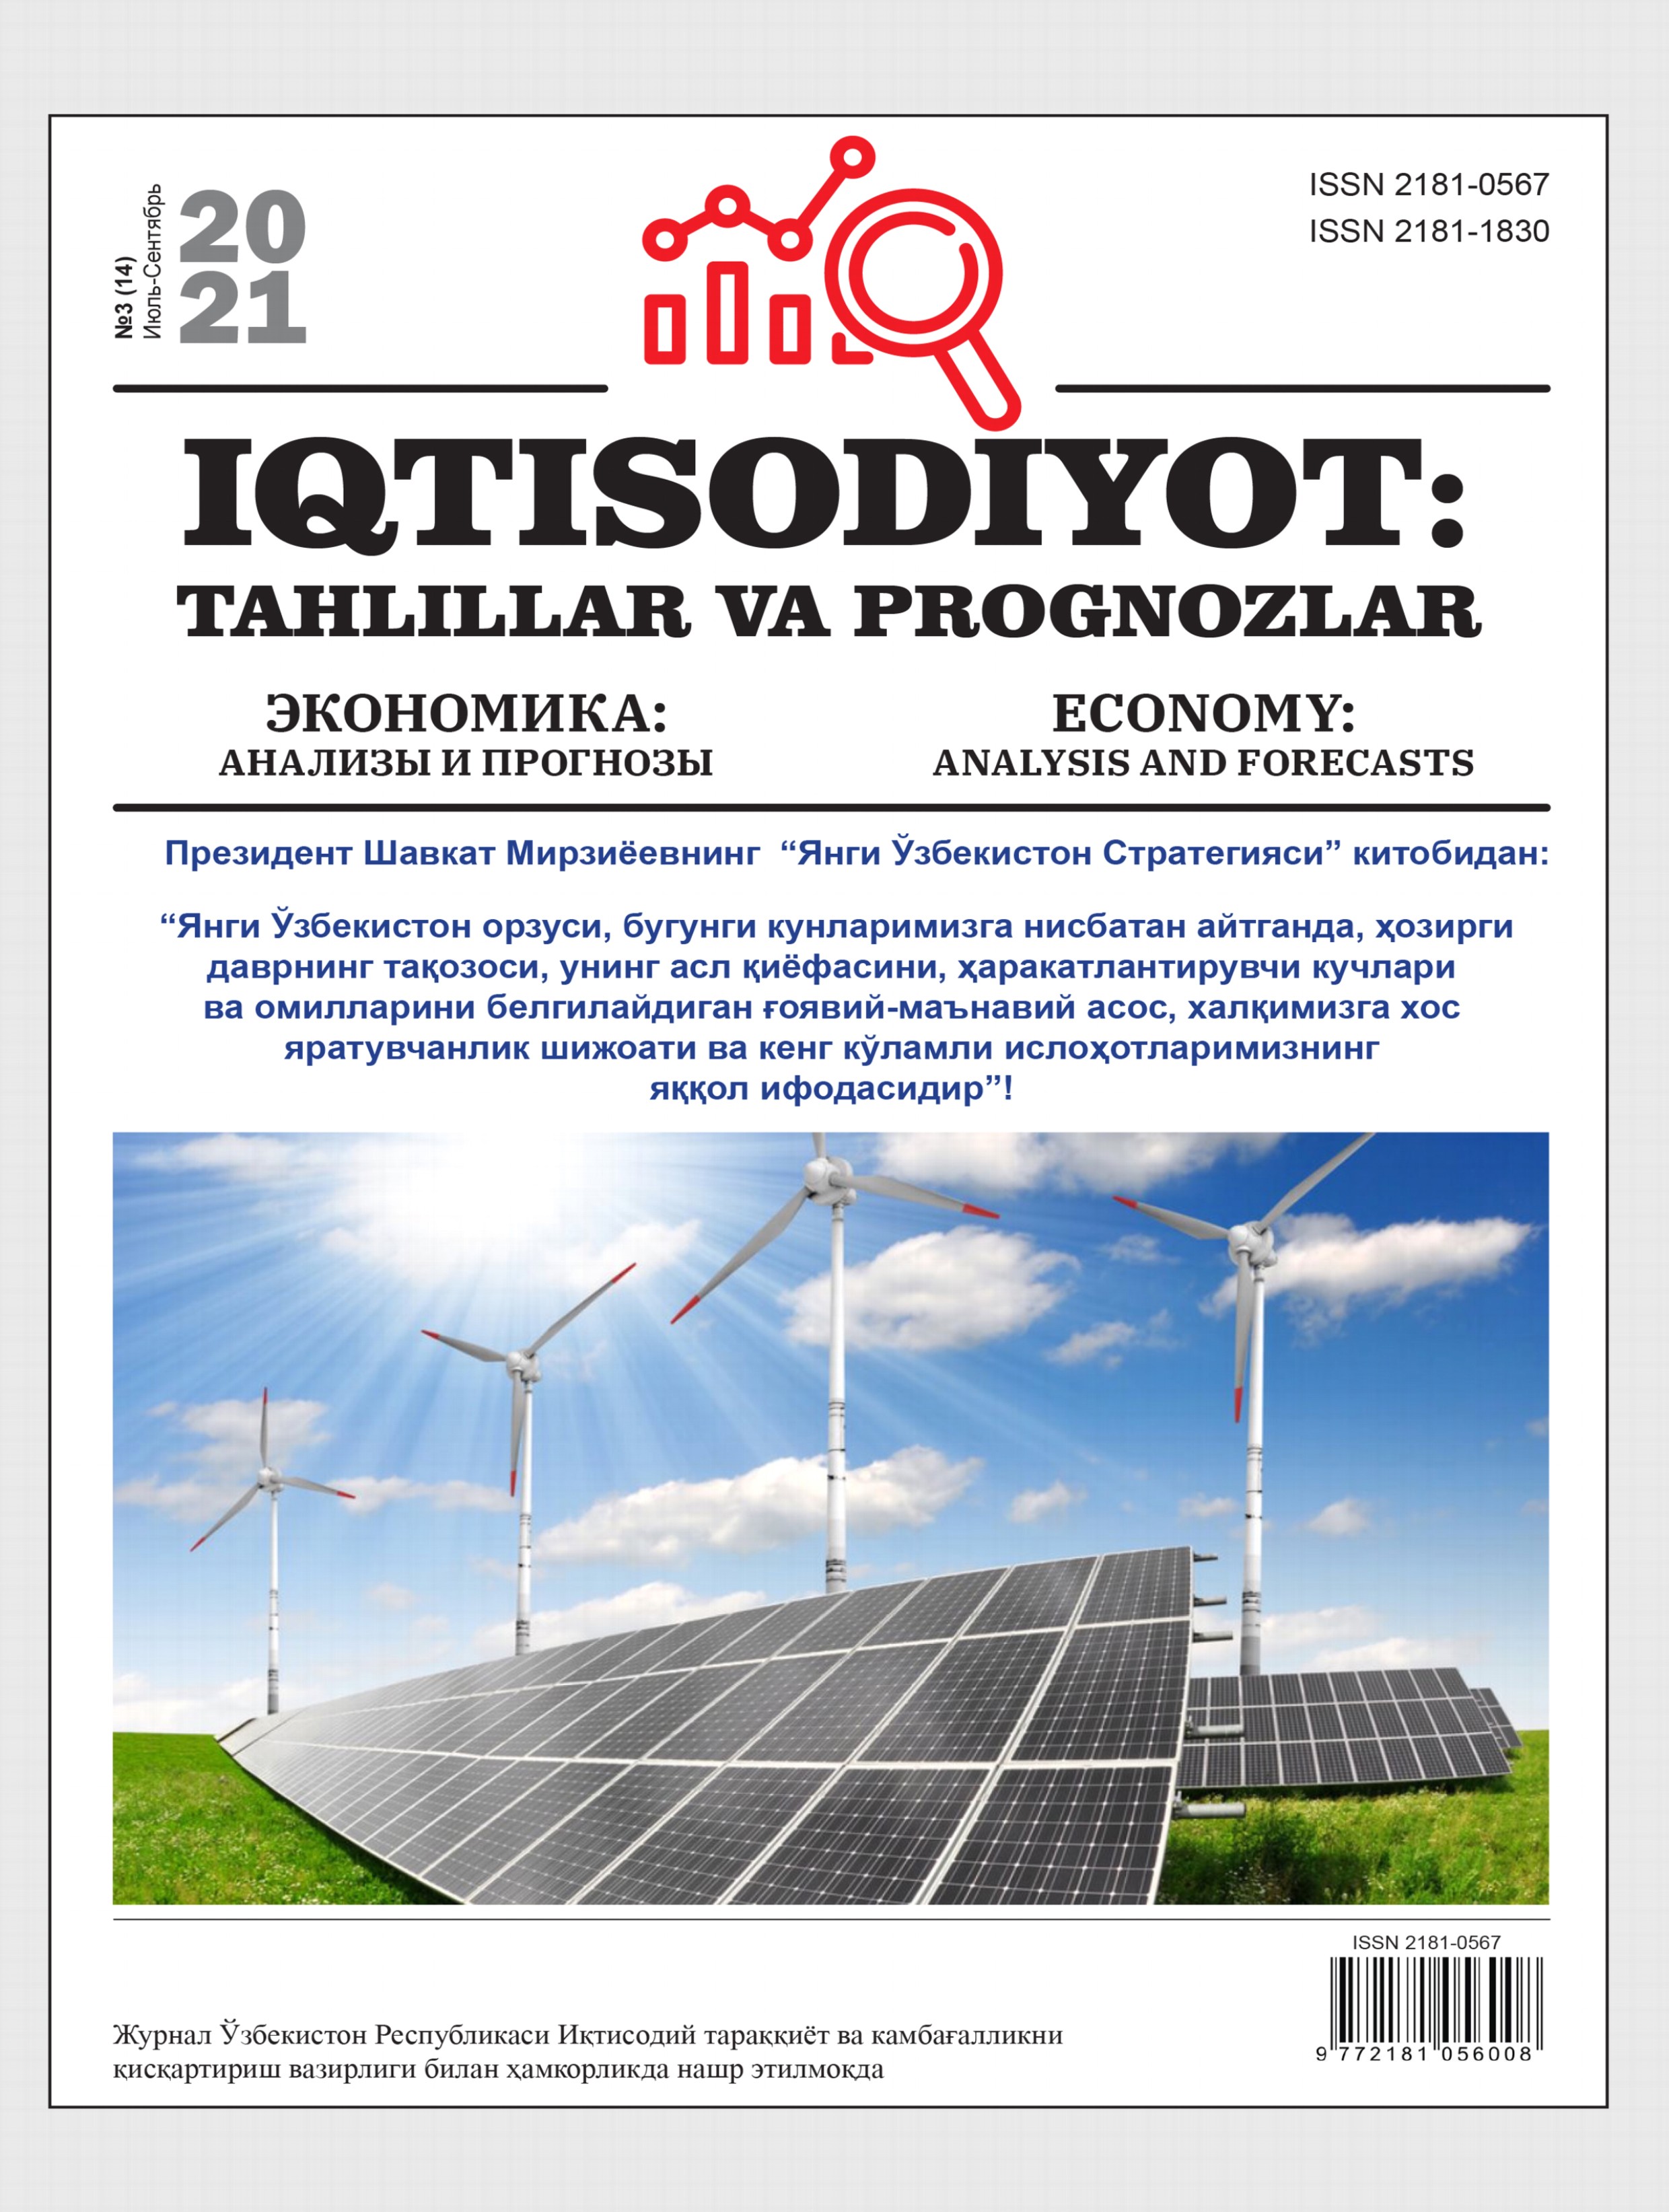 №3 (14)
Июль-Сентябрь
20
21
ISSN 2181-0567
ISSN 2181-1830
IQTISODIYOT:
TAHLILLAR VA PROGNOZLAR
ЭКОНОМИКА:
АНАЛИЗЫ И ПРОГНОЗЫ
ECONOMY:
ANALYSIS AND FORECASTS
Президент Шавкат Мирзиёевнинг “Янги Ўзбекистон Стратегияси” китобидан:
“Янги Ўзбекистон орзуси, бугунги кунларимизга нисбатан айтганда, ҳозирги
даврнинг тақозоси, унинг асл қиёфасини, ҳаракатлантирувчи кучлари
ва омилларини белгилайдиган ғоявий-маънавий асос, халқимизга хос
яратувчанлик шижоати ва кенг кўламли ислоҳотларимизнинг
яққол ифодасидир”!
ISSN 2181-0567
9 772181 056008
Журнал Ўзбекистон Республикаси Иқтисодий тараққиёт ва камбағалликни
қисқартириш вазирлиги билан ҳамкорликда нашр этилмоқда